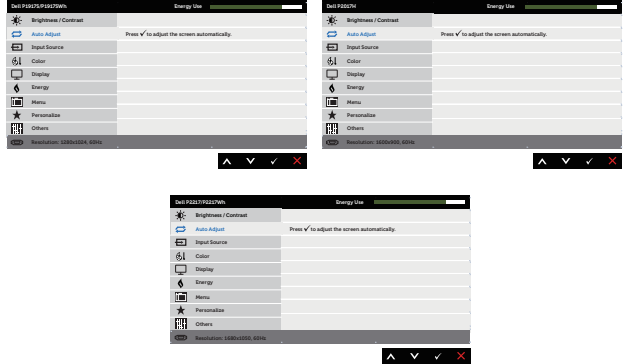 Dell P1917S/P1917SWh Energy Use
Brightness / Contrast
Auto Adjust Press ✓ to adjust the screen automatically.
Input Source
Color
Display
Energy
Menu
Personalize
Others
Resolution: 1280x1024, 60Hz
Dell P2017H Energy Use
Brightness / Contrast
Auto Adjust Press ✓ to adjust the screen automatically.
Input Source
Color
Display
Energy
Menu
Personalize
Others
Resolution: 1600x900, 60Hz
Dell P2217/P2217Wh Energy Use
Brightness / Contrast
Auto Adjust Press ✓ to adjust the screen automatically.
Input Source
Color
Display
Energy
Menu
Personalize
Others
Resolution: 1680x1050, 60Hz